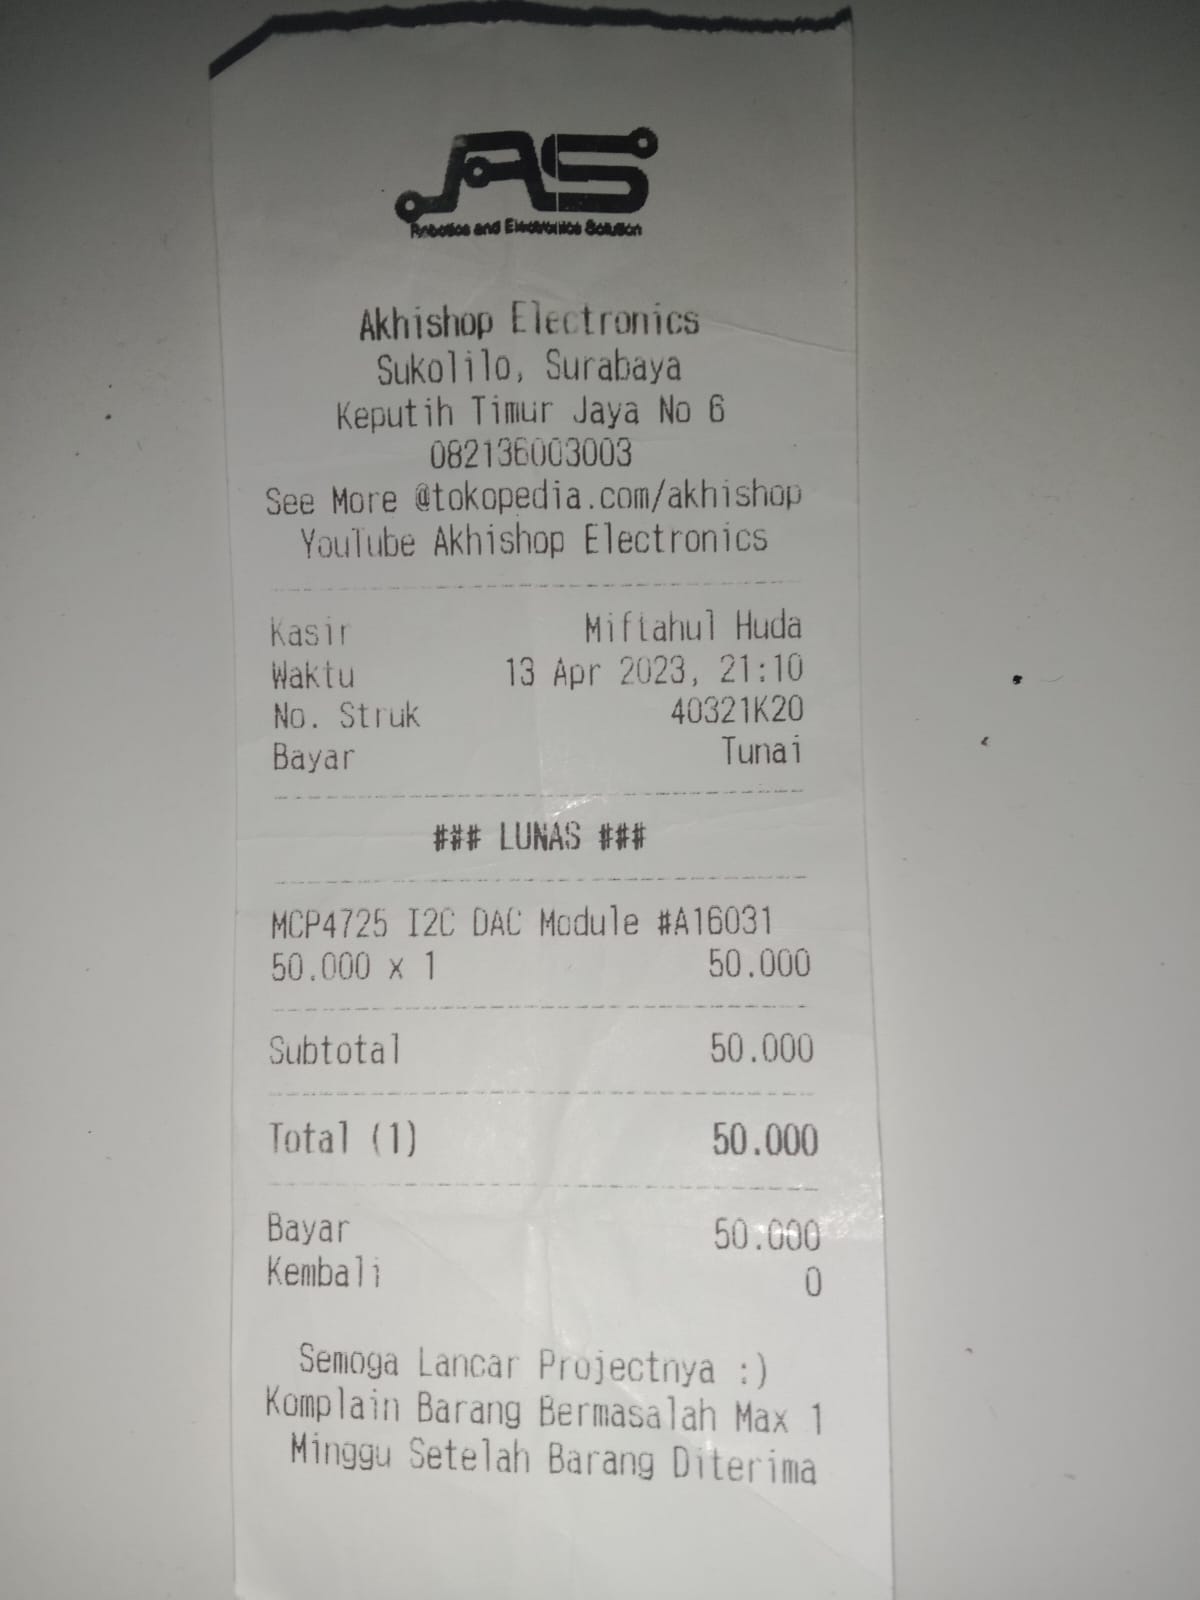 AS
Robotics and Electronics Solution
Akhishop Electronics
Sukolilo, Surabaya
Keputih Timur Jaya No 6
082136003003
See More @tokopedia.com/akhishop
YouTube Akhishop Electronics
Kasir Miftahul Huda
Waktu 13 Apr 2023, 21:10
No. Struk 40321K20
Bayar Tunai
### LUNAS ###
MCP4725 I2C DAC Module #A16031
50.000 x 1 50.000
Subtotal 50.000
Total (1) 50.000
Bayar 50.000
Kembali 0
Semoga Lancar Projectnya :)
Komplain Barang Bermasalah Max 1
Minggu Setelah Barang Diterima